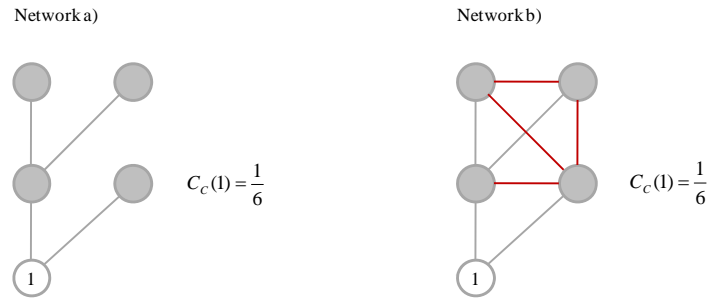 Network a)
Network b)
C_C(1) = 1/6
C_C(1) = 1/6
1
1